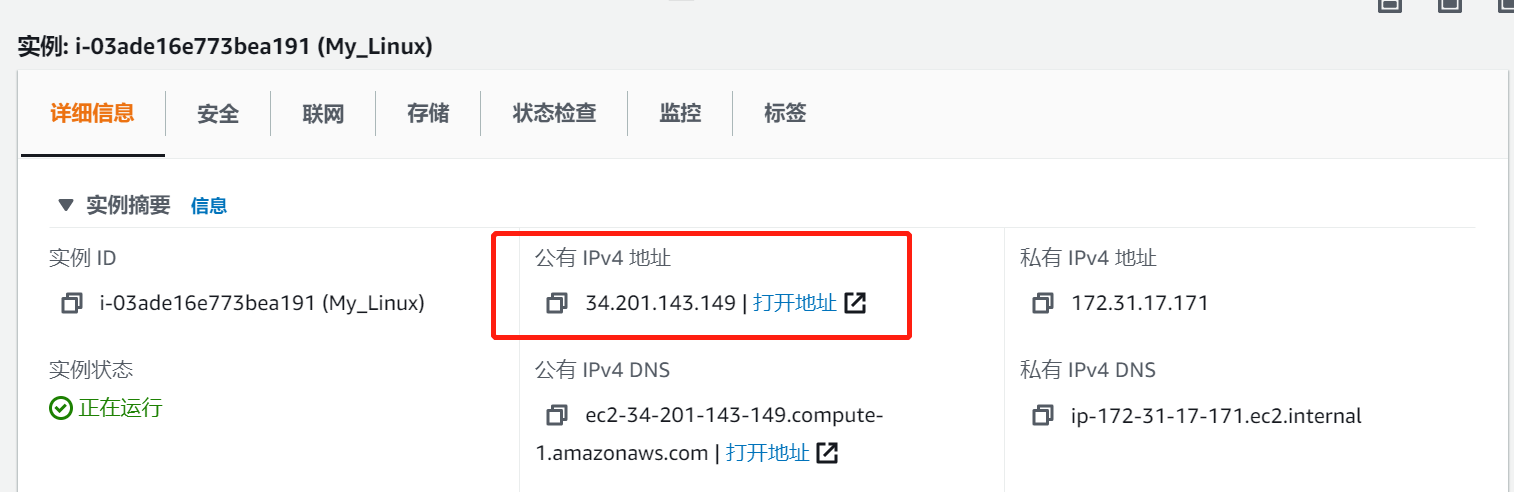 实例: i-03ade16e773bea191 (My_Linux)
详细信息 安全 联网 存储 状态检查 监控 标签
实例摘要 信息
实例 ID
i-03ade16e773bea191 (My_Linux)
公有 IPv4 地址
34.201.143.149 | 打开地址
私有 IPv4 地址
172.31.17.171
实例状态
正在运行
公有 IPv4 DNS
ec2-34-201-143-149.compute-
1.amazonaws.com | 打开地址
私有 IPv4 DNS
ip-172-31-17-171.ec2.internal